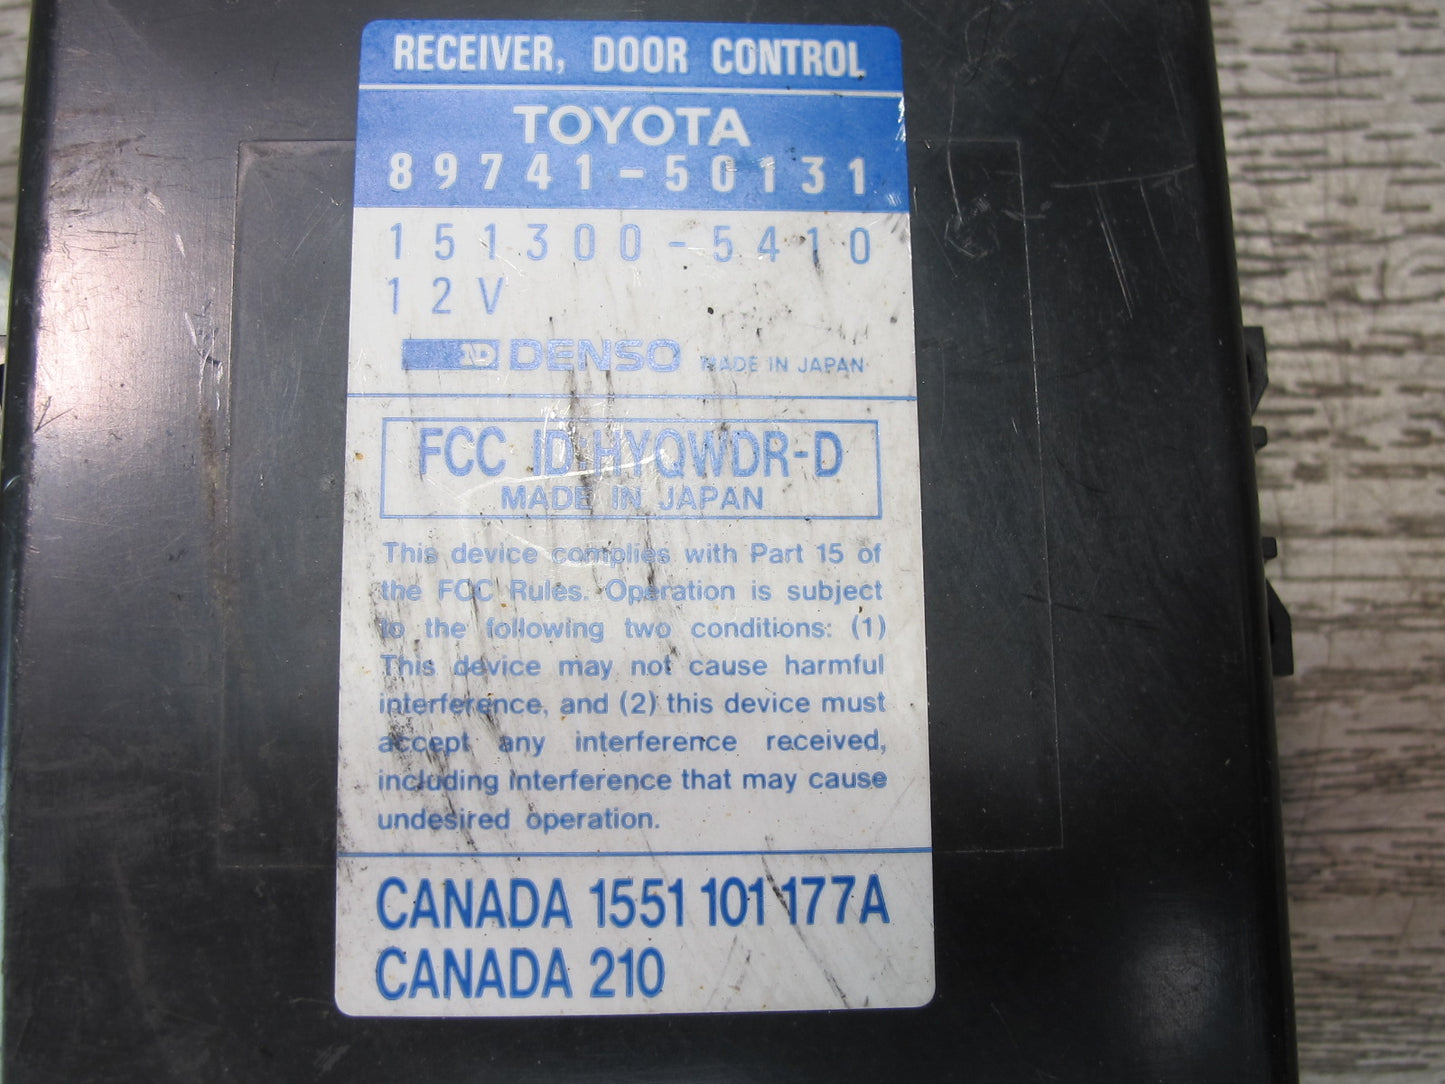 RECEIVER, DOOR CONTROL
TOYOTA
89741-50131
151300-5410
12V
ND DENSO MADE IN JAPAN
FCC ID:HYQWDR-D
MADE IN JAPAN
This device complies with Part 15 of
the FCC Rules. Operation is subject
to the following two conditions: (1)
This device may not cause harmful
interference, and (2) this device must
accept any interference received,
including interference that may cause
undesired operation.
CANADA 1551 101 177A
CANADA 210